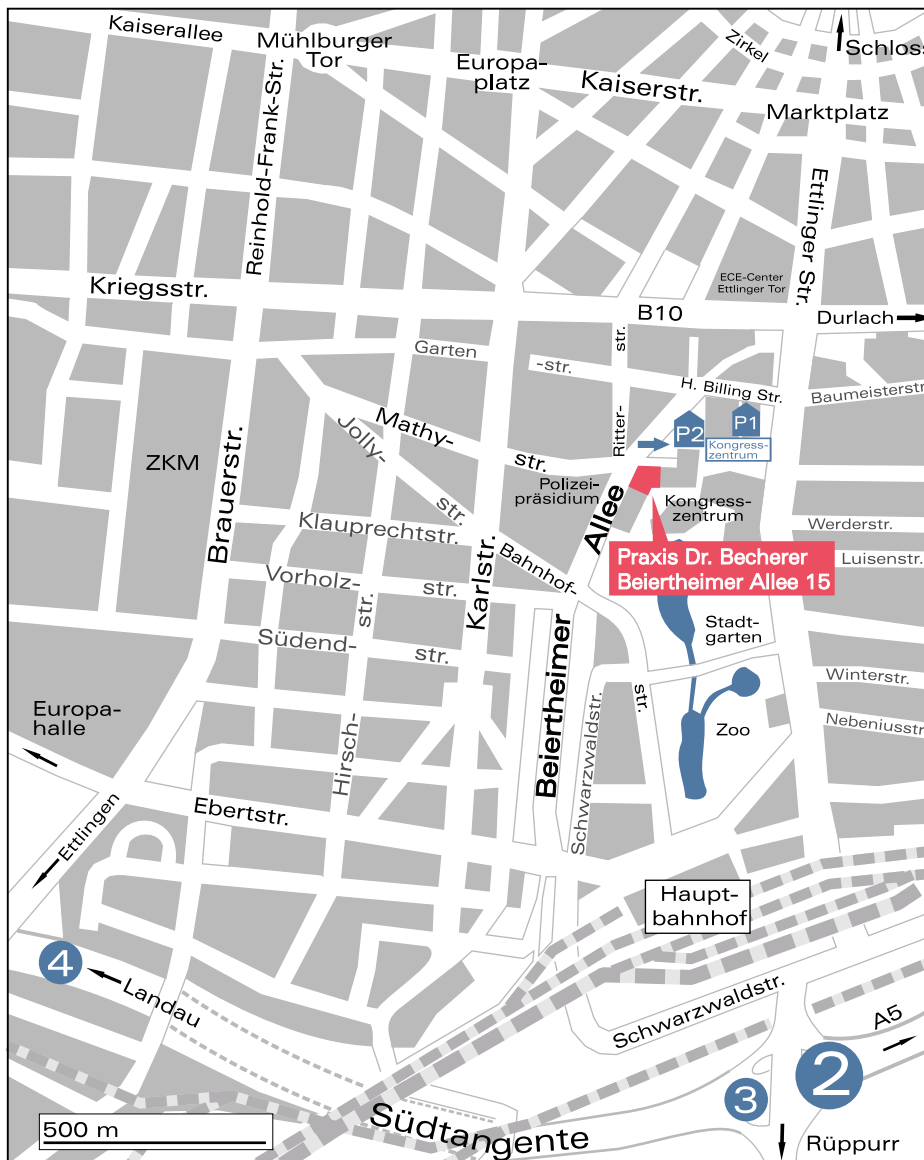 Kaiserallee
Mühlburger
Tor
Reinhold-Frank-Str.
Europa-
platz
Kaiserstr.
Zirkel
Schloss
Marktplatz
Ettlinger Str.
ECE-Center
Ettlinger Tor
Kriegsstr.
B10
Durlach
Garten
-str.
H. Billing Str.
Baumeisterstr
Ritter-
str.
P2
P1
Kongress-
zentrum
Mathy-
str.
Jolly-
str.
ZKM
Brauerstr.
Polizei-
präsidium
Allee
Kongress-
zentrum
Klauprechtstr.
Werderstr.
Luisenstr.
Bahnhof-
str.
Praxis Dr. Becherer
Beiertheimer Allee 15
Vorholz-
str.
Karlstr.
Südend-
str.
Stadt-
garten
Hirsch-
str.
Beiertheimer
Schwarzwaldstr.
Winterstr.
Nebeniusstr
Zoo
Europa-
halle
Ebertstr.
Ettlingen
Haupt-
bahnhof
4
Landau
Schwarzwaldstr.
A5
2
3
Südtangente
Rüppurr
500 m